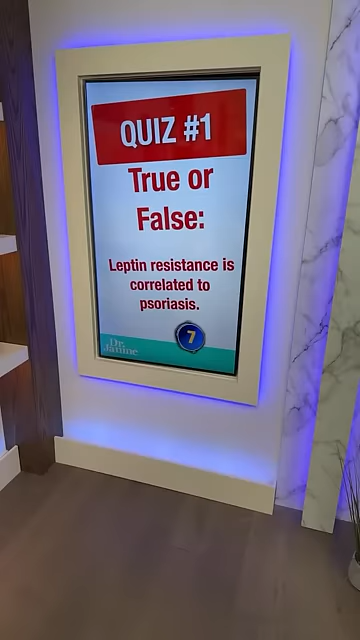 QUIZ #1
True or
False:
Leptin resistance is
correlated to
psoriasis.
7
Dr.
Janine